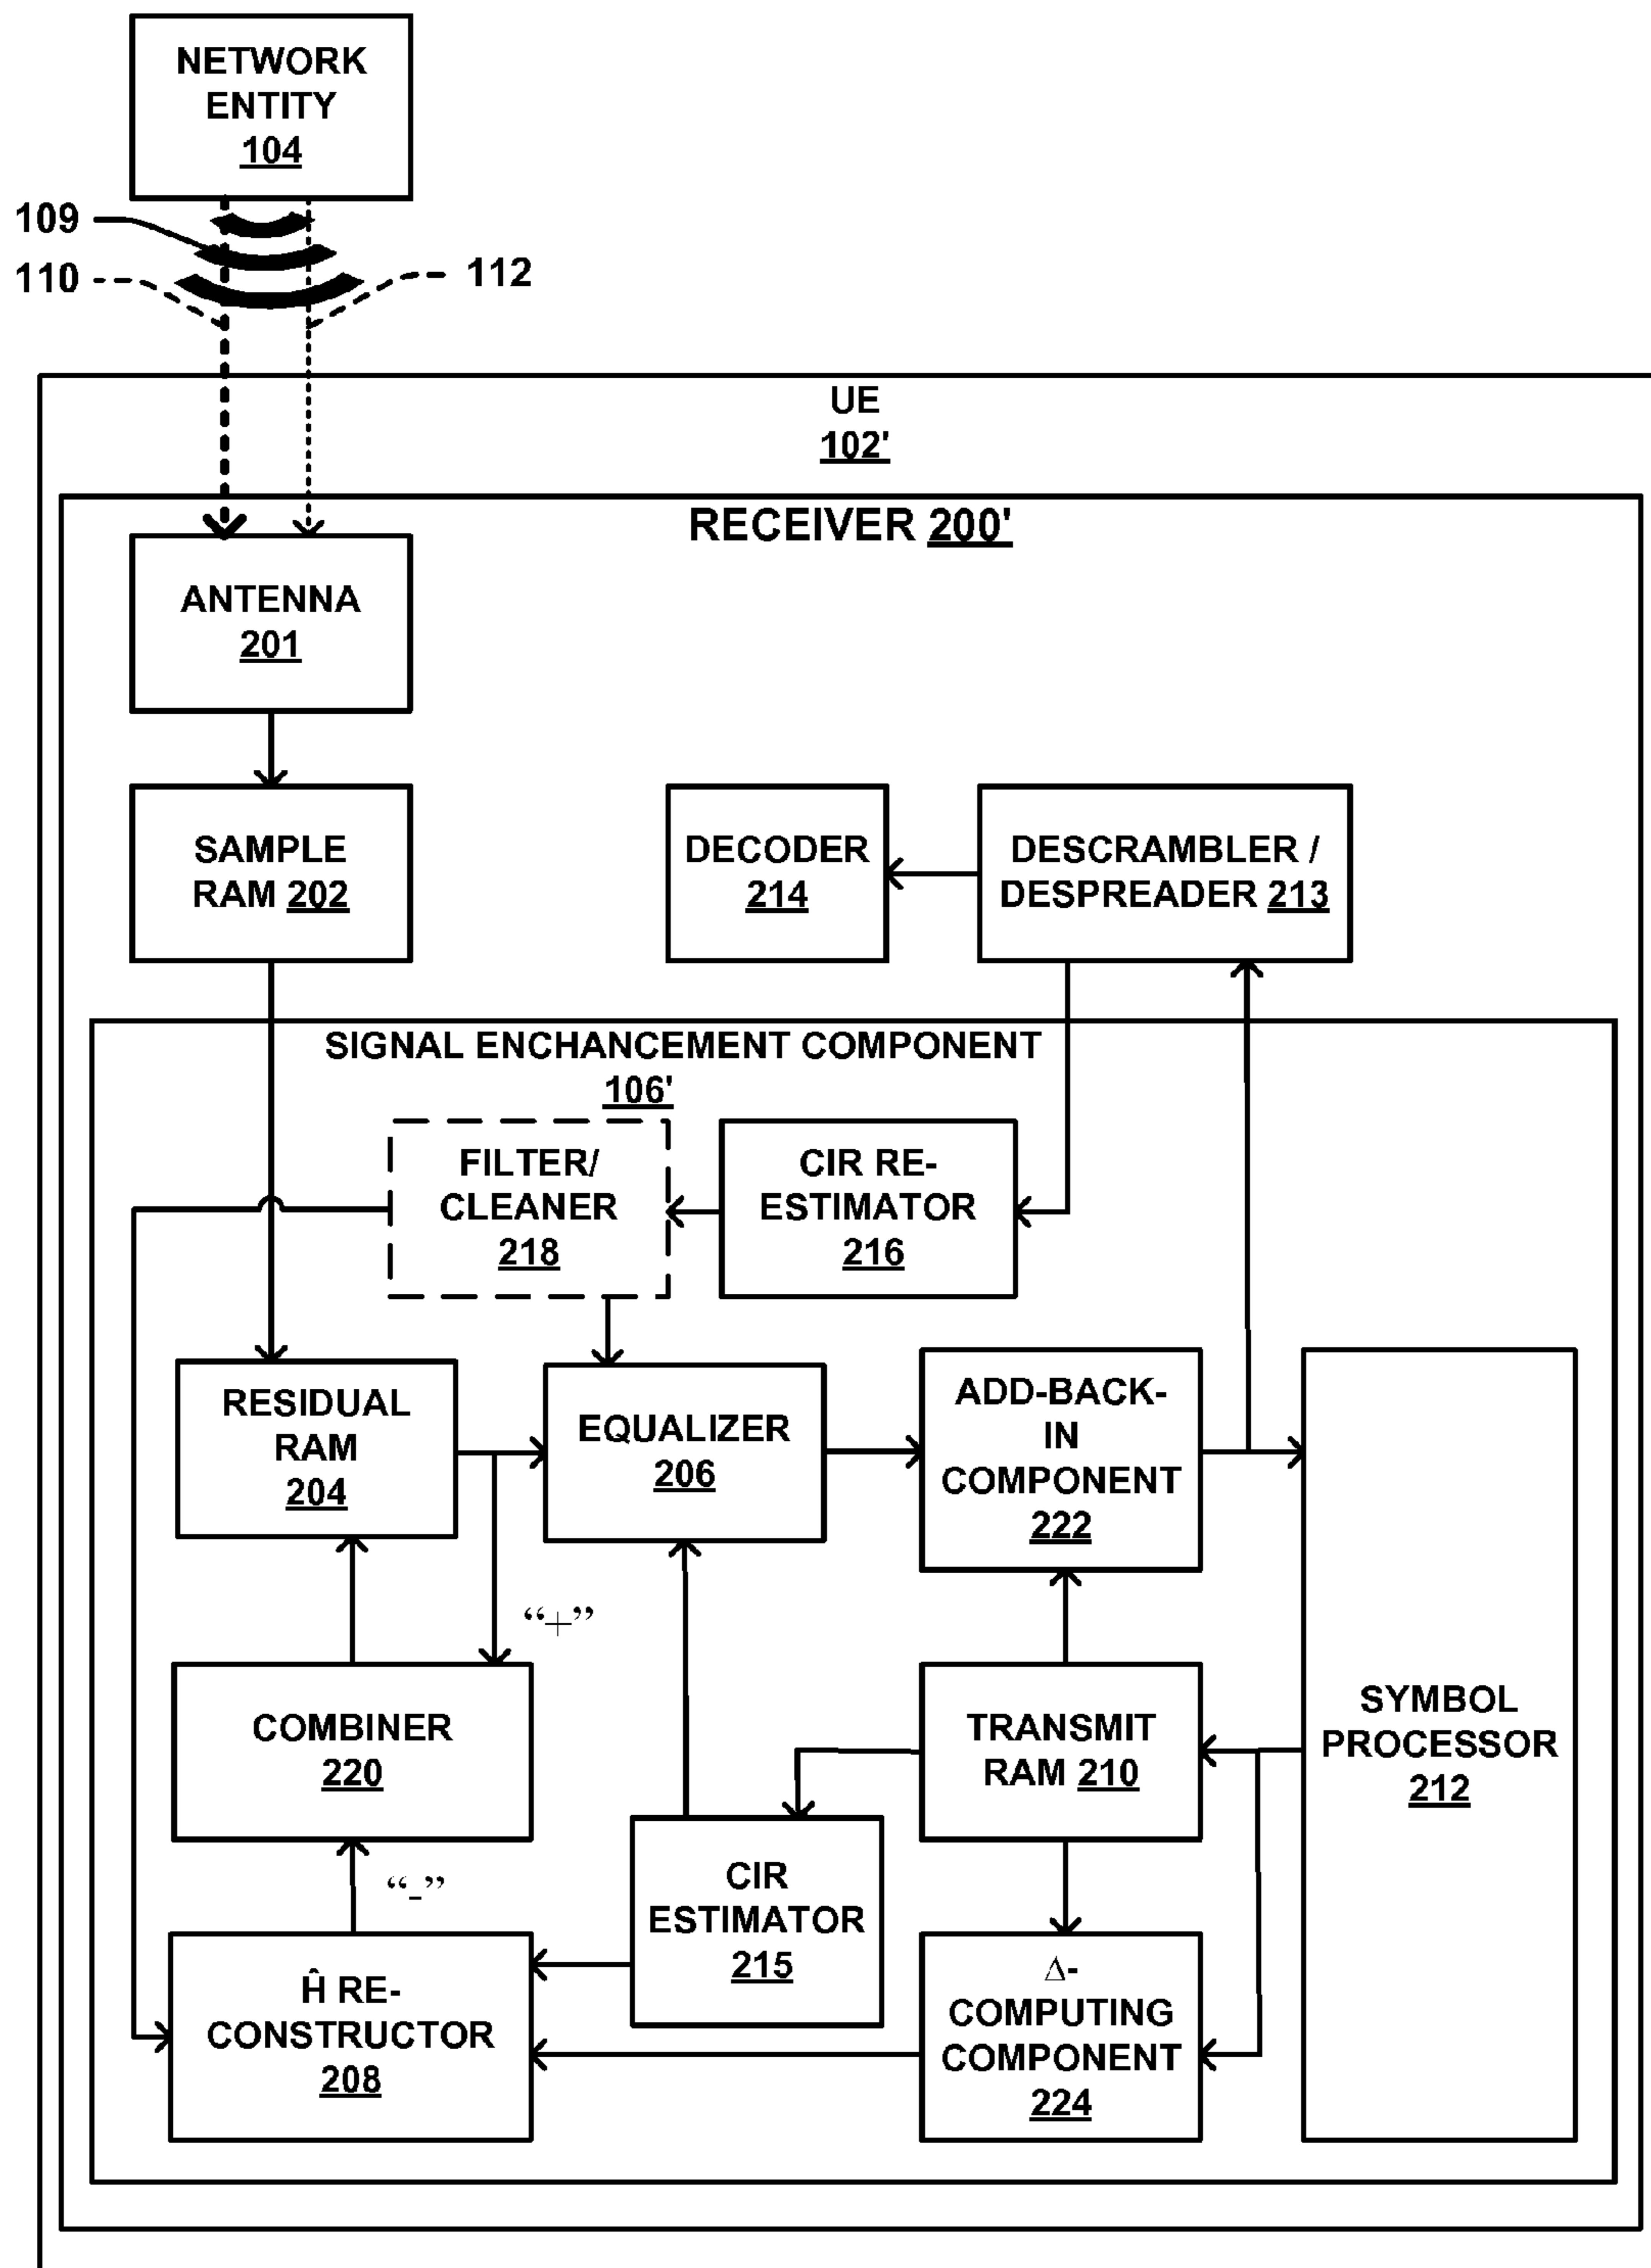 NETWORK
ENTITY
104
109
110
112
UE
102'
RECEIVER 200'
ANTENNA
201
SAMPLE
RAM 202
DECODER
214
DESCRAMBLER /
DESPREADER 213
SIGNAL ENCHANCEMENT COMPONENT
106'
FILTER/
CLEANER
218
CIR RE-
ESTIMATOR
216
RESIDUAL
RAM
204
EQUALIZER
206
ADD-BACK-
IN
COMPONENT
222
“+”
COMBINER
220
TRANSMIT
RAM 210
SYMBOL
PROCESSOR
212
“-”
CIR
ESTIMATOR
215
Ĥ RE-
CONSTRUCTOR
208
Δ-
COMPUTING
COMPONENT
224